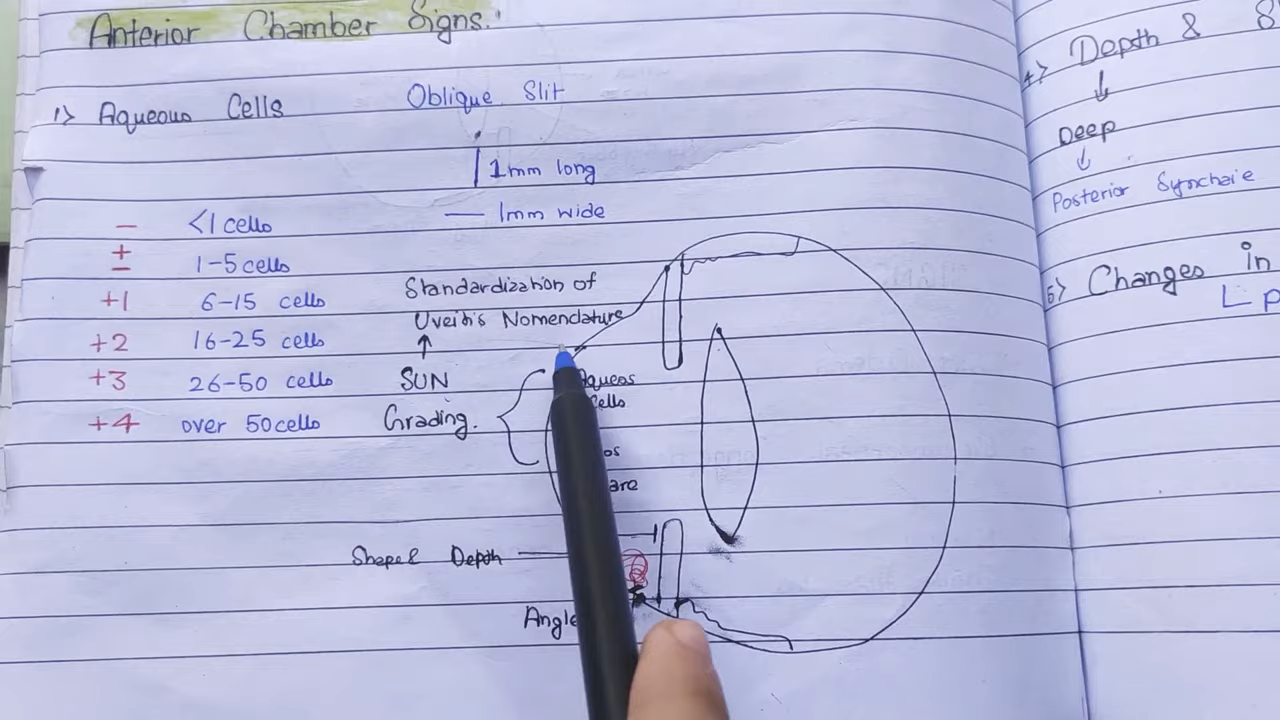 Anterior Chamber Signs:
1) Aqueous Cells
Oblique Slit
1mm long
1mm wide
- <1 cells
± 1-5 cells
+1 6-15 cells
+2 16-25 cells
+3 26-50 cells
+4 over 50 cells
Standardization of
Uveitis Nomenclature
↑
SUN
Grading.
Aqueos
cells
os
are
Shape & Depth
Angle
4) Depth &
↓
Deep
↓
Posterior Synchaie
5) Changes in